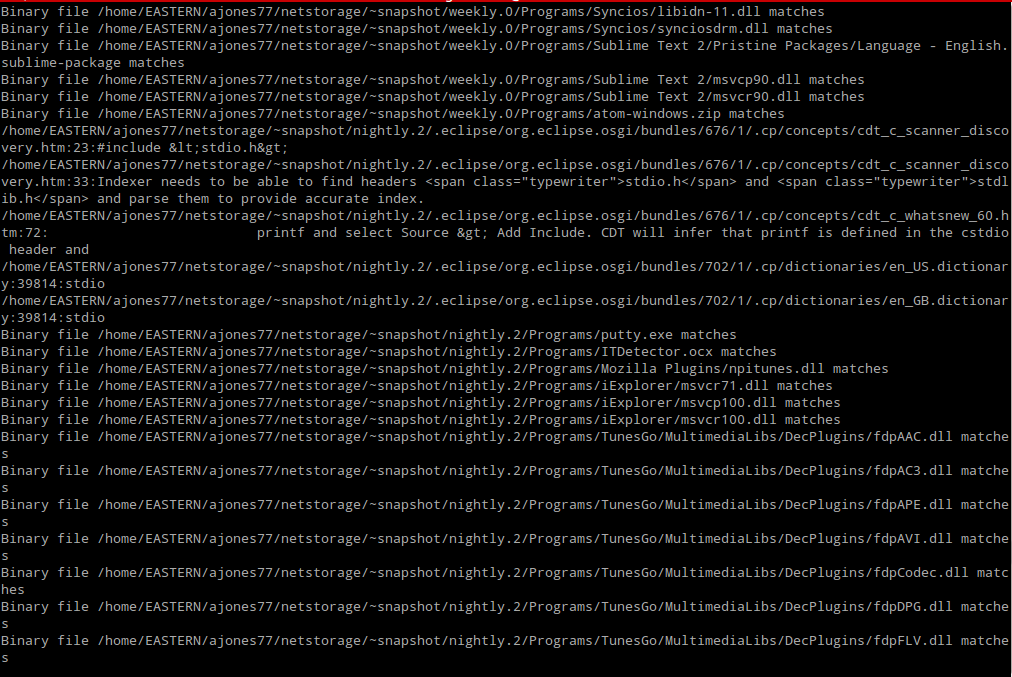 Binary file /home/EASTERN/ajones77/netstorage/~snapshot/weekly.0/Programs/Syncios/libidn-11.dll matches
Binary file /home/EASTERN/ajones77/netstorage/~snapshot/weekly.0/Programs/Syncios/synciosdrm.dll matches
Binary file /home/EASTERN/ajones77/netstorage/~snapshot/weekly.0/Programs/Sublime Text 2/Pristine Packages/Language - English.
sublime-package matches
Binary file /home/EASTERN/ajones77/netstorage/~snapshot/weekly.0/Programs/Sublime Text 2/msvcp90.dll matches
Binary file /home/EASTERN/ajones77/netstorage/~snapshot/weekly.0/Programs/Sublime Text 2/msvcr90.dll matches
Binary file /home/EASTERN/ajones77/netstorage/~snapshot/weekly.0/Programs/atom-windows.zip matches
/home/EASTERN/ajones77/netstorage/~snapshot/nightly.2/.eclipse/org.eclipse.osgi/bundles/676/1/.cp/concepts/cdt_c_scanner_disco
very.htm:23:#include &lt;stdio.h&gt;
/home/EASTERN/ajones77/netstorage/~snapshot/nightly.2/.eclipse/org.eclipse.osgi/bundles/676/1/.cp/concepts/cdt_c_scanner_disco
very.htm:33:Indexer needs to be able to find headers <span class="typewriter">stdio.h</span> and <span class="typewriter">stdl
ib.h</span> and parse them to provide accurate index.
/home/EASTERN/ajones77/netstorage/~snapshot/nightly.2/.eclipse/org.eclipse.osgi/bundles/676/1/.cp/concepts/cdt_c_whatsnew_60.h
tm:72:                          printf and select Source &gt; Add Include. CDT will infer that printf is defined in the cstdio
 header and
/home/EASTERN/ajones77/netstorage/~snapshot/nightly.2/.eclipse/org.eclipse.osgi/bundles/702/1/.cp/dictionaries/en_US.dictionar
y:39814:stdio
/home/EASTERN/ajones77/netstorage/~snapshot/nightly.2/.eclipse/org.eclipse.osgi/bundles/702/1/.cp/dictionaries/en_GB.dictionar
y:39814:stdio
Binary file /home/EASTERN/ajones77/netstorage/~snapshot/nightly.2/Programs/putty.exe matches
Binary file /home/EASTERN/ajones77/netstorage/~snapshot/nightly.2/Programs/ITDetector.ocx matches
Binary file /home/EASTERN/ajones77/netstorage/~snapshot/nightly.2/Programs/Mozilla Plugins/npitunes.dll matches
Binary file /home/EASTERN/ajones77/netstorage/~snapshot/nightly.2/Programs/iExplorer/msvcr71.dll matches
Binary file /home/EASTERN/ajones77/netstorage/~snapshot/nightly.2/Programs/iExplorer/msvcp100.dll matches
Binary file /home/EASTERN/ajones77/netstorage/~snapshot/nightly.2/Programs/iExplorer/msvcr100.dll matches
Binary file /home/EASTERN/ajones77/netstorage/~snapshot/nightly.2/Programs/TunesGo/MultimediaLibs/DecPlugins/fdpAAC.dll matche
s
Binary file /home/EASTERN/ajones77/netstorage/~snapshot/nightly.2/Programs/TunesGo/MultimediaLibs/DecPlugins/fdpAC3.dll matche
s
Binary file /home/EASTERN/ajones77/netstorage/~snapshot/nightly.2/Programs/TunesGo/MultimediaLibs/DecPlugins/fdpAPE.dll matche
s
Binary file /home/EASTERN/ajones77/netstorage/~snapshot/nightly.2/Programs/TunesGo/MultimediaLibs/DecPlugins/fdpAVI.dll matche
s
Binary file /home/EASTERN/ajones77/netstorage/~snapshot/nightly.2/Programs/TunesGo/MultimediaLibs/DecPlugins/fdpCodec.dll matc
hes
Binary file /home/EASTERN/ajones77/netstorage/~snapshot/nightly.2/Programs/TunesGo/MultimediaLibs/DecPlugins/fdpDPG.dll matche
s
Binary file /home/EASTERN/ajones77/netstorage/~snapshot/nightly.2/Programs/TunesGo/MultimediaLibs/DecPlugins/fdpFLV.dll matche
s